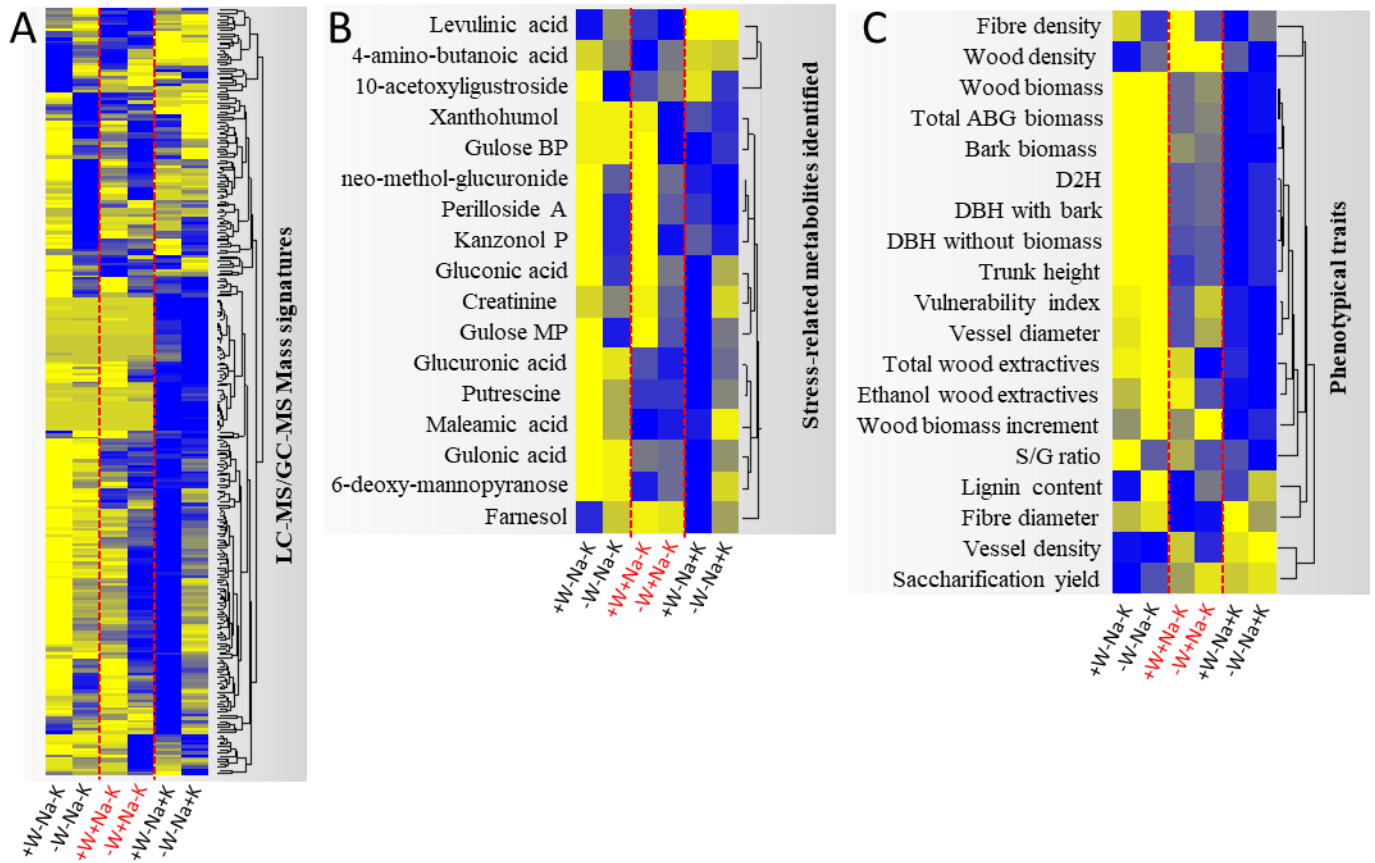 A
LC-MS/GC-MS Mass signatures
+W-Na-K
-W-Na-K
+W+Na-K
-W+Na-K
+W-Na+K
-W-Na+K
B
Levulinic acid
4-amino-butanoic acid
10-acetoxyligustroside
Xanthohumol
Gulose BP
neo-methol-glucuronide
Perilloside A
Kanzonol P
Gluconic acid
Creatinine
Gulose MP
Glucuronic acid
Putrescine
Maleamic acid
Gulonic acid
6-deoxy-mannopyranose
Farnesol
Stress-related metabolites identified
+W-Na-K
-W-Na-K
+W+Na-K
-W+Na-K
+W-Na+K
-W-Na+K
C
Fibre density
Wood density
Wood biomass
Total ABG biomass
Bark biomass
D2H
DBH with bark
DBH without biomass
Trunk height
Vulnerability index
Vessel diameter
Total wood extractives
Ethanol wood extractives
Wood biomass increment
S/G ratio
Lignin content
Fibre diameter
Vessel density
Saccharification yield
Phenotypical traits
+W-Na-K
-W-Na-K
+W+Na-K
-W+Na-K
+W-Na+K
-W-Na+K